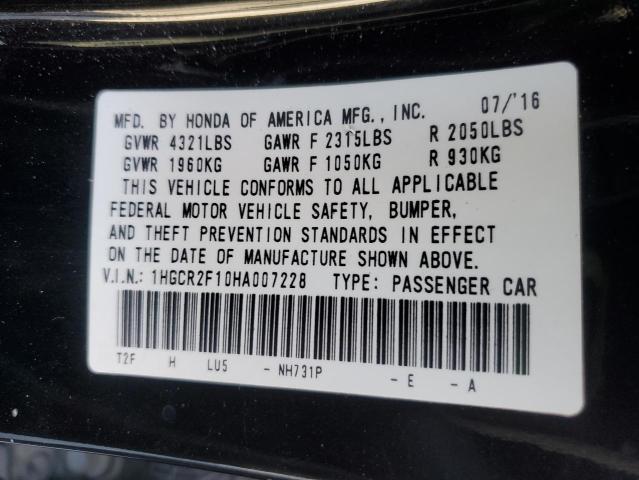 MFD. BY HONDA OF AMERICA MFG., INC. 07/'16
GVWR 4321LBS GAWR F 2315LBS R 2050LBS
GVWR 1960KG GAWR F 1050KG R 930KG
THIS VEHICLE CONFORMS TO ALL APPLICABLE
FEDERAL MOTOR VEHICLE SAFETY, BUMPER,
AND THEFT PREVENTION STANDARDS IN EFFECT
ON THE DATE OF MANUFACTURE SHOWN ABOVE.
V.I.N.: 1HGCR2F10HA007228 TYPE: PASSENGER CAR
T2F H LU5 - NH731P - E - A